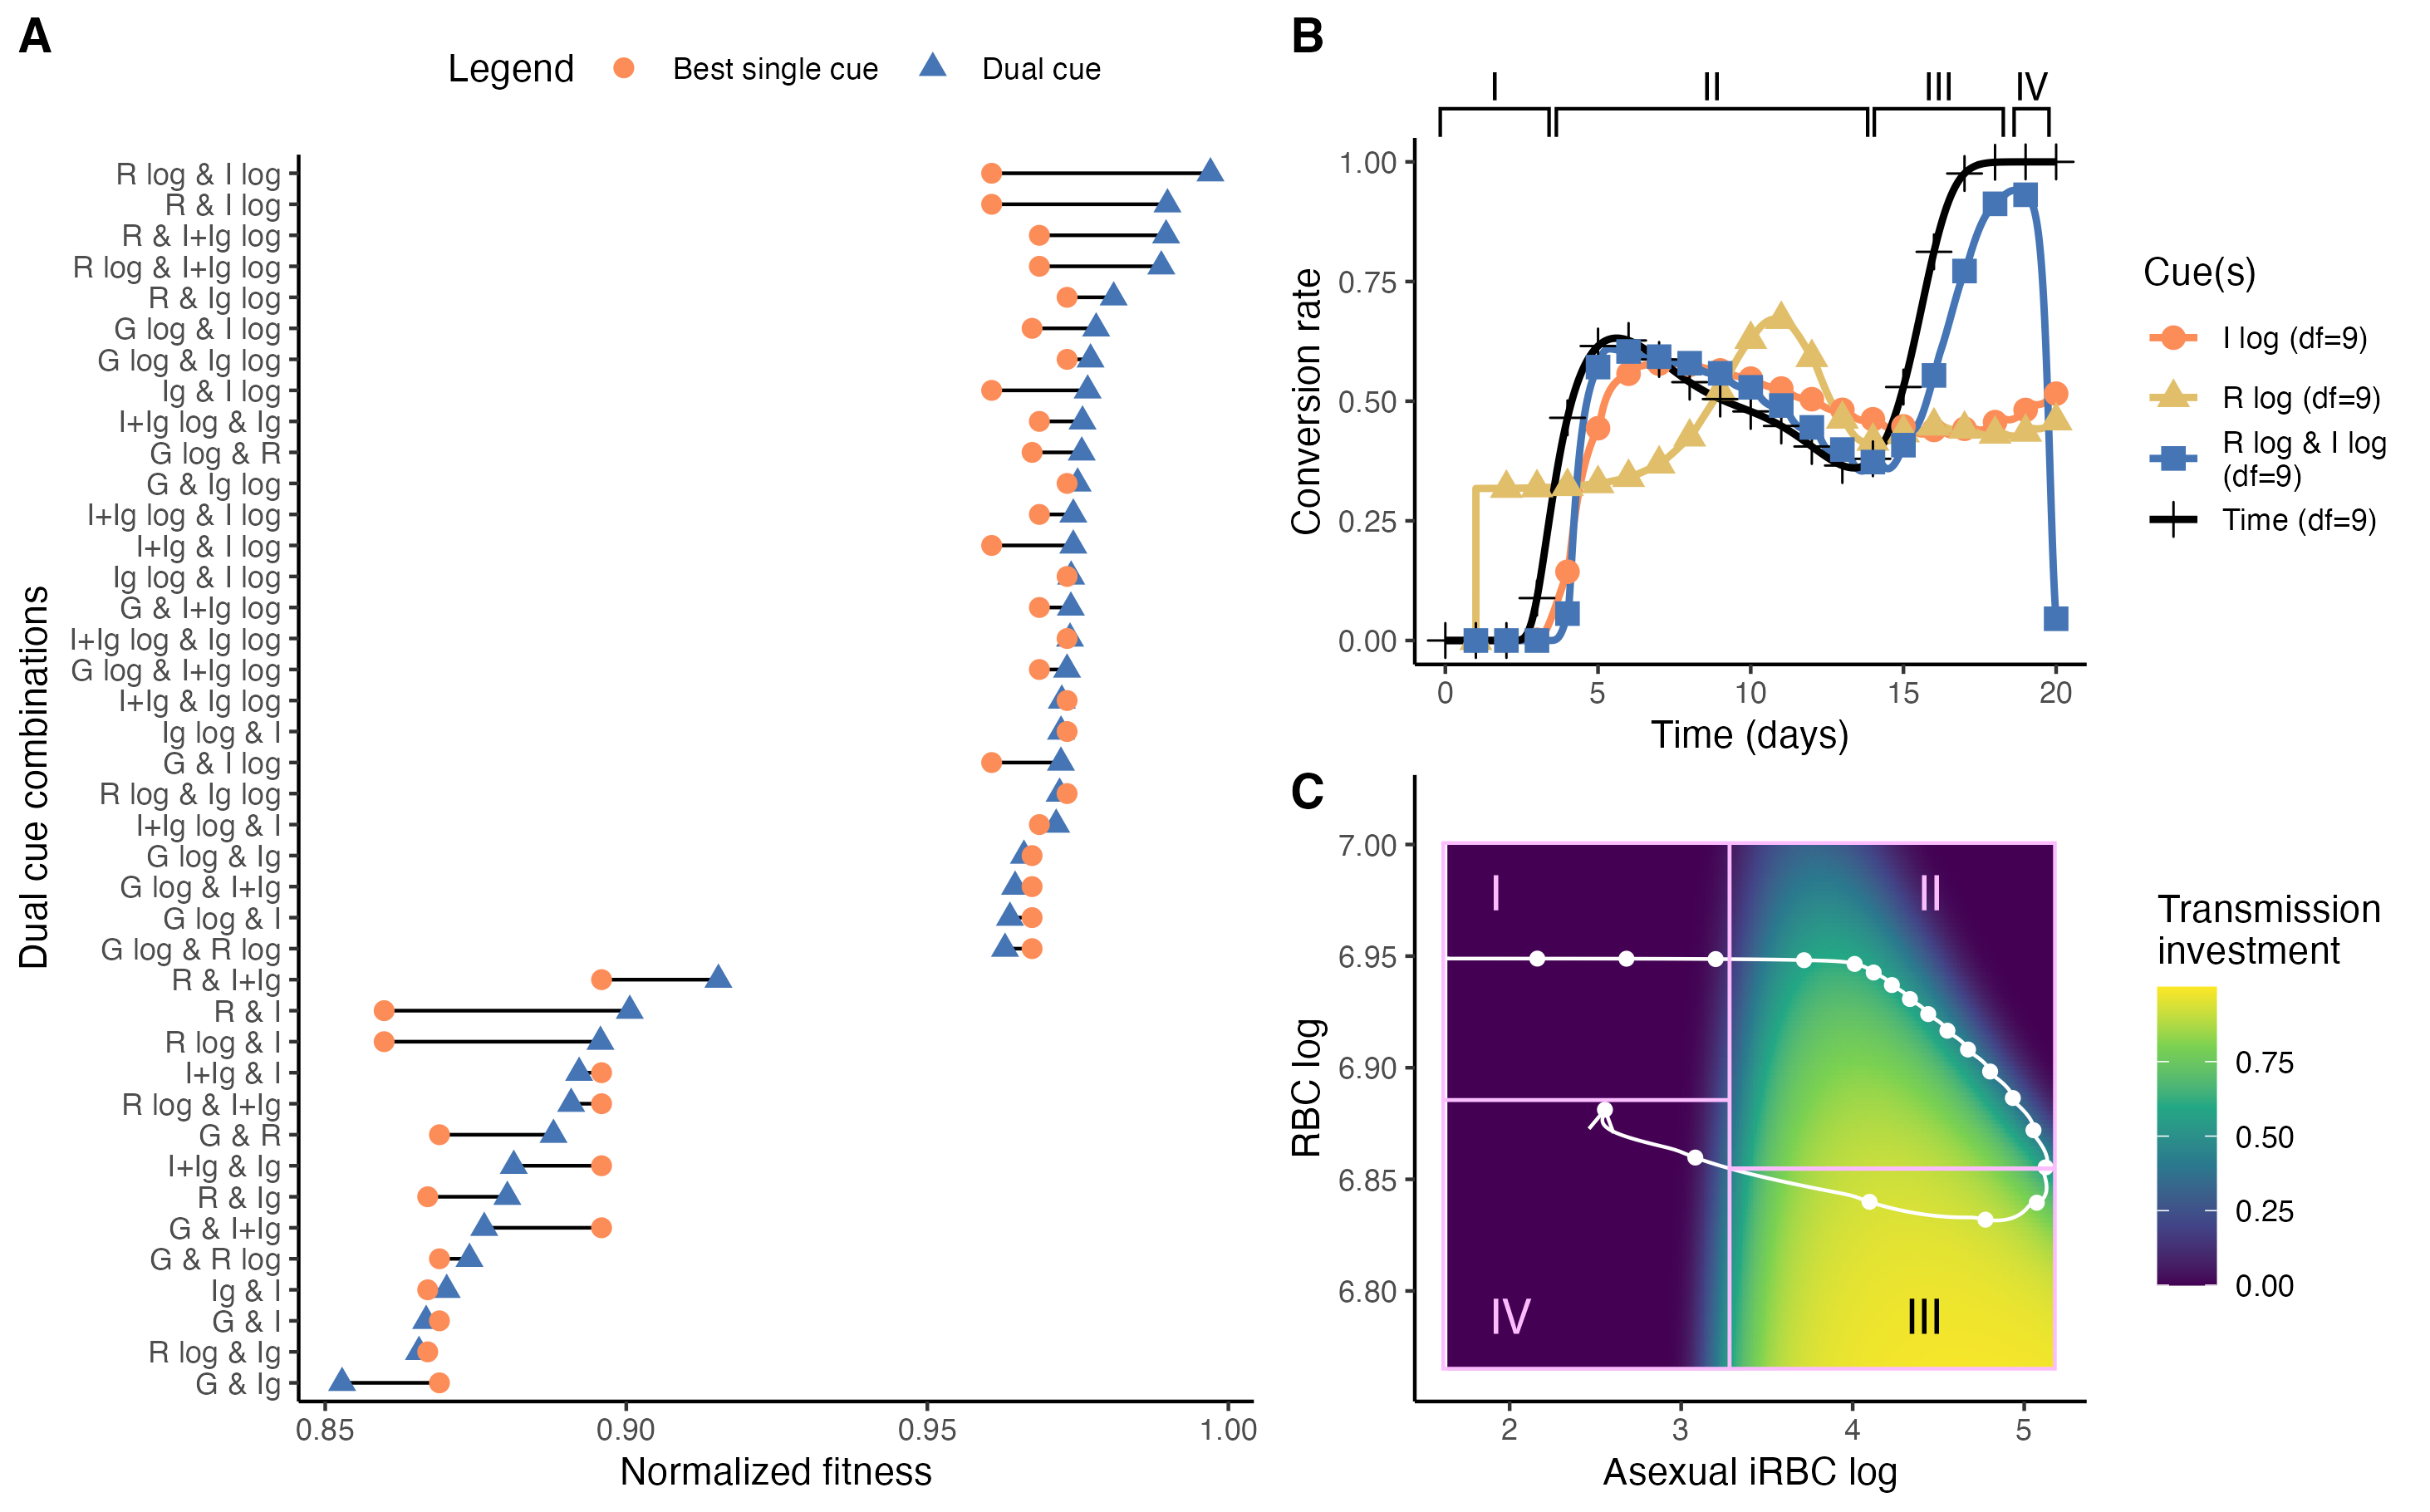 A
Legend
Best single cue
Dual cue
Dual cue combinations
R log & I log
R & I log
R & I+Ig log
R log & I+Ig log
R & Ig log
G log & I log
G log & Ig log
Ig & I log
I+Ig log & Ig
G log & R
G & Ig log
I+Ig log & I log
I+Ig & I log
Ig log & I log
G & I+Ig log
I+Ig log & Ig log
G log & I+Ig log
I+Ig & Ig log
Ig log & I
G & I log
R log & Ig log
I+Ig log & I
G log & Ig
G log & I+Ig
G log & I
G log & R log
R & I+Ig
R & I
R log & I
I+Ig & I
R log & I+Ig
G & R
I+Ig & Ig
R & Ig
G & I+Ig
G & R log
Ig & I
G & I
R log & Ig
G & Ig
0.85
0.90
0.95
1.00
Normalized fitness
B
I
II
III
IV
Conversion rate
1.00
0.75
0.50
0.25
0.00
0
5
10
15
20
Time (days)
Cue(s)
I log (df=9)
R log (df=9)
R log & I log
(df=9)
Time (df=9)
C
RBC log
7.00
6.95
6.90
6.85
6.80
I
II
IV
III
2
3
4
5
Asexual iRBC log
Transmission
investment
0.75
0.50
0.25
0.00